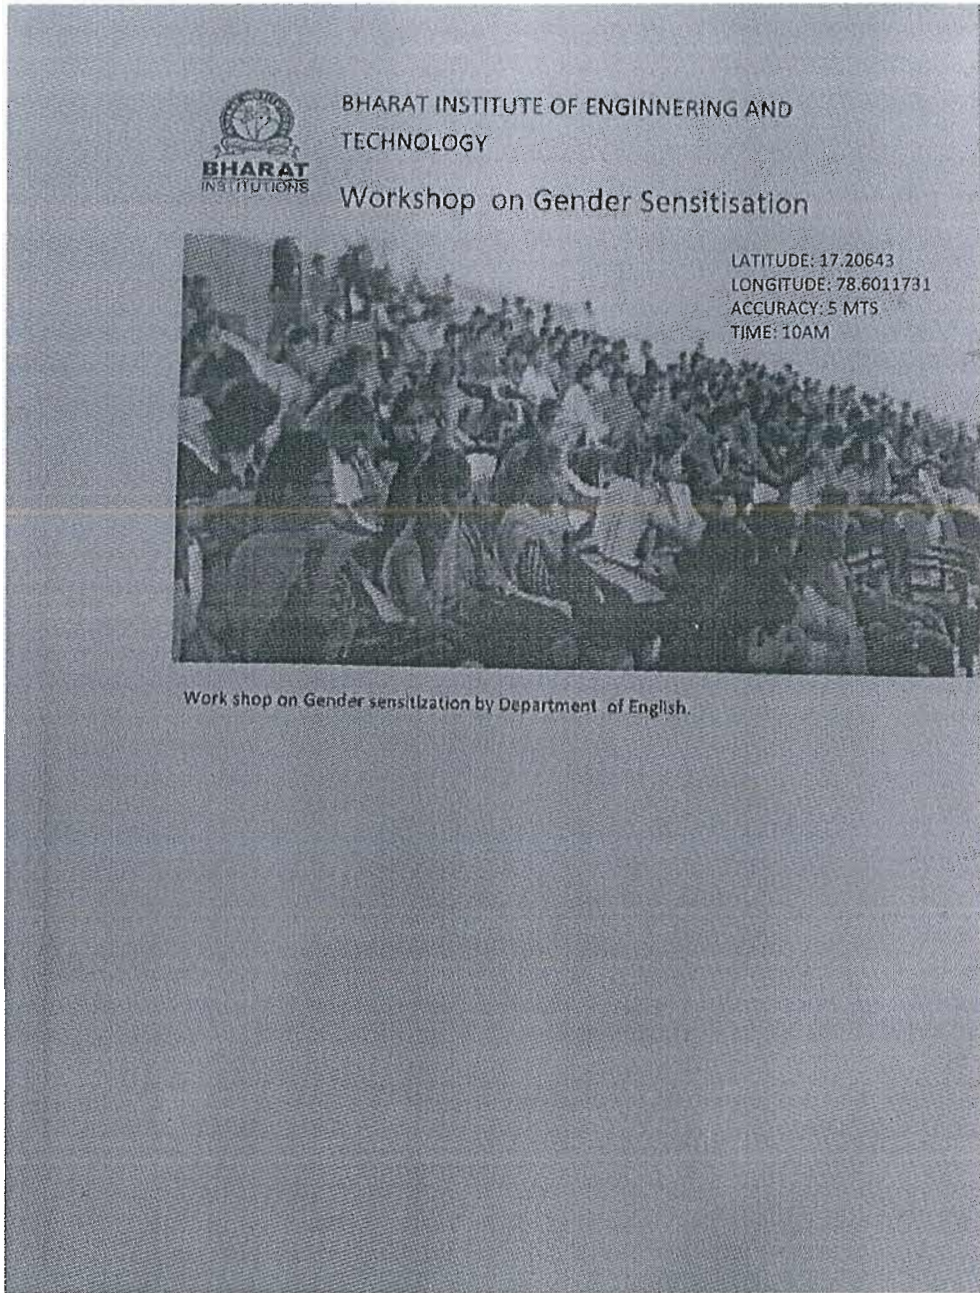 BHARAT INSTITUTE OF ENGINNERING AND
TECHNOLOGY
BHARAT
INSTITUTIONS
Workshop on Gender Sensitisation
LATITUDE: 17.20643
LONGITUDE: 78.6011731
ACCURACY: 5 MTS
TIME: 10AM
Work shop on Gender sensitization by Department of English.